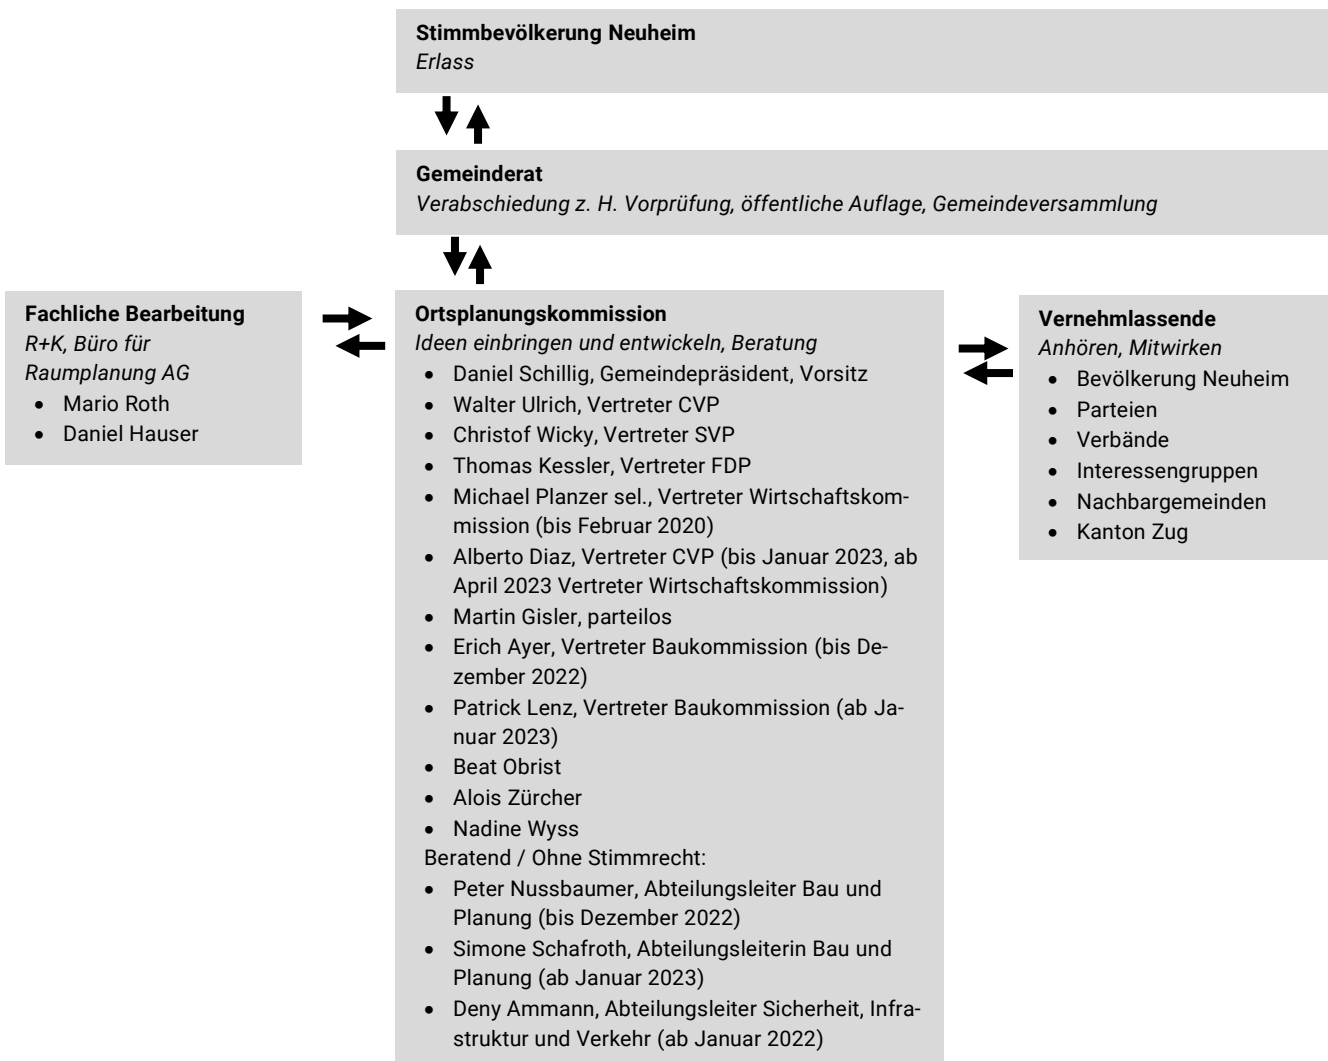 Stimmbevölkerung Neuheim
Erlass
Gemeinderat
Verabschiedung z. H. Vorprüfung, öffentliche Auflage, Gemeindeversammlung
Fachliche Bearbeitung
R+K, Büro für
Raumplanung AG
• Mario Roth
• Daniel Hauser
Ortsplanungskommission
Ideen einbringen und entwickeln, Beratung
• Daniel Schillig, Gemeindepräsident, Vorsitz
• Walter Ulrich, Vertreter CVP
• Christof Wicky, Vertreter SVP
• Thomas Kessler, Vertreter FDP
• Michael Planzer sel., Vertreter Wirtschaftskom-
mission (bis Februar 2020)
• Alberto Diaz, Vertreter CVP (bis Januar 2023, ab
April 2023 Vertreter Wirtschaftskommission)
• Martin Gisler, parteilos
• Erich Ayer, Vertreter Baukommission (bis De-
zember 2022)
• Patrick Lenz, Vertreter Baukommission (ab Ja-
nuar 2023)
• Beat Obrist
• Alois Zürcher
• Nadine Wyss
Beratend / Ohne Stimmrecht:
• Peter Nussbaumer, Abteilungsleiter Bau und
Planung (bis Dezember 2022)
• Simone Schafroth, Abteilungsleiterin Bau und
Planung (ab Januar 2023)
• Deny Ammann, Abteilungsleiter Sicherheit, Infra-
struktur und Verkehr (ab Januar 2022)
Vernehmlassende
Anhören, Mitwirken
• Bevölkerung Neuheim
• Parteien
• Verbände
• Interessengruppen
• Nachbargemeinden
• Kanton Zug